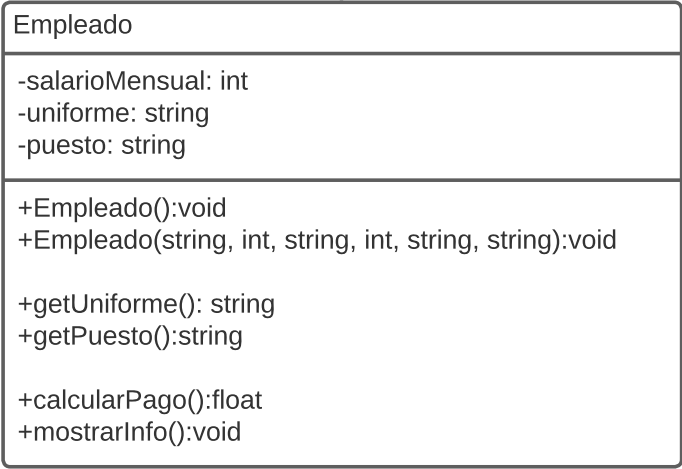 Empleado
-salarioMensual: int
-uniforme: string
-puesto: string
+Empleado():void
+Empleado(string, int, string, int, string, string):void
+getUniforme(): string
+getPuesto():string
+calcularPago():float
+mostrarInfo():void